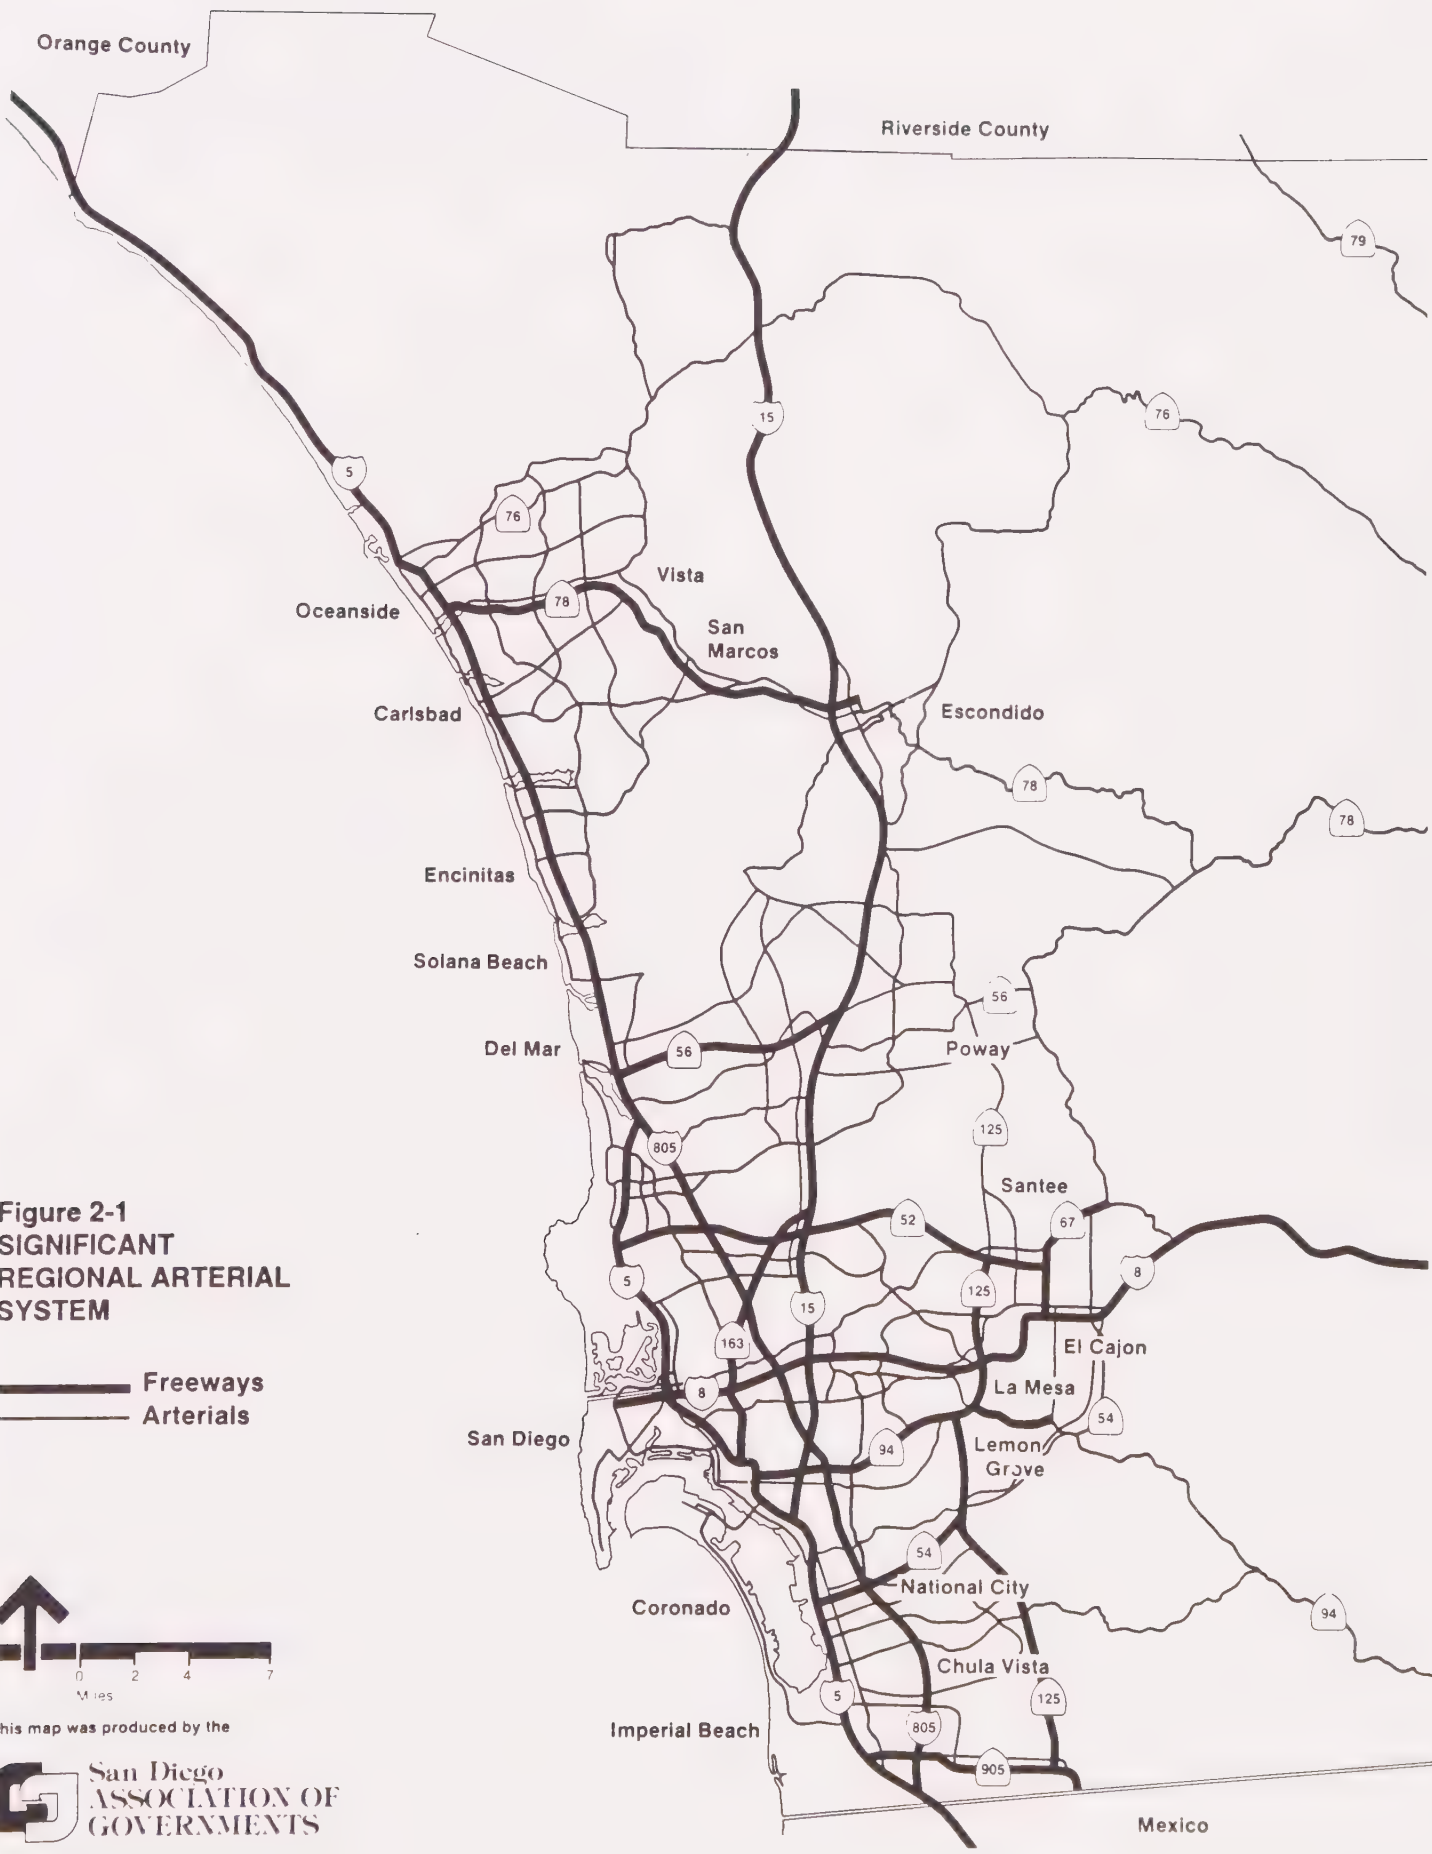 Orange County
Riverside County
79
15
76
5
76
Vista
78
Oceanside
San
Marcos
Carlsbad
Escondido
78
78
Encinitas
Solana Beach
56
Del Mar
56
Poway
125
805
Santee
Figure 2-1
SIGNIFICANT
REGIONAL ARTERIAL
SYSTEM
52
67
8
5
125
15
163
El Cajon
Freeways
8
La Mesa
Arterials
54
San Diego
94
Lemon
Grove
54
National City
Coronado
94
0 2 4 7
Miles
Chula Vista
5
125
his map was produced by the
Imperial Beach
805
905
San Diego
ASSOCIATION OF
GOVERNMENTS
Mexico